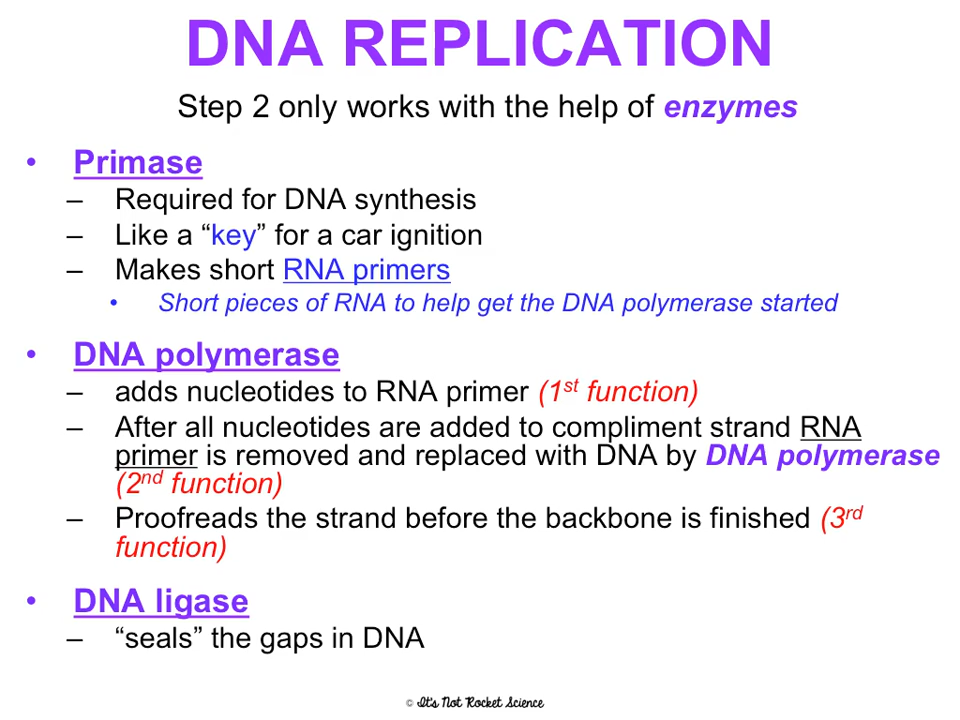 DNA REPLICATION
Step 2 only works with the help of enzymes
• Primase
– Required for DNA synthesis
– Like a “key” for a car ignition
– Makes short RNA primers
• Short pieces of RNA to help get the DNA polymerase started
• DNA polymerase
– adds nucleotides to RNA primer (1st function)
– After all nucleotides are added to compliment strand RNA
primer is removed and replaced with DNA by DNA polymerase
(2nd function)
– Proofreads the strand before the backbone is finished (3rd
function)
• DNA ligase
– “seals” the gaps in DNA
© It's Not Rocket Science